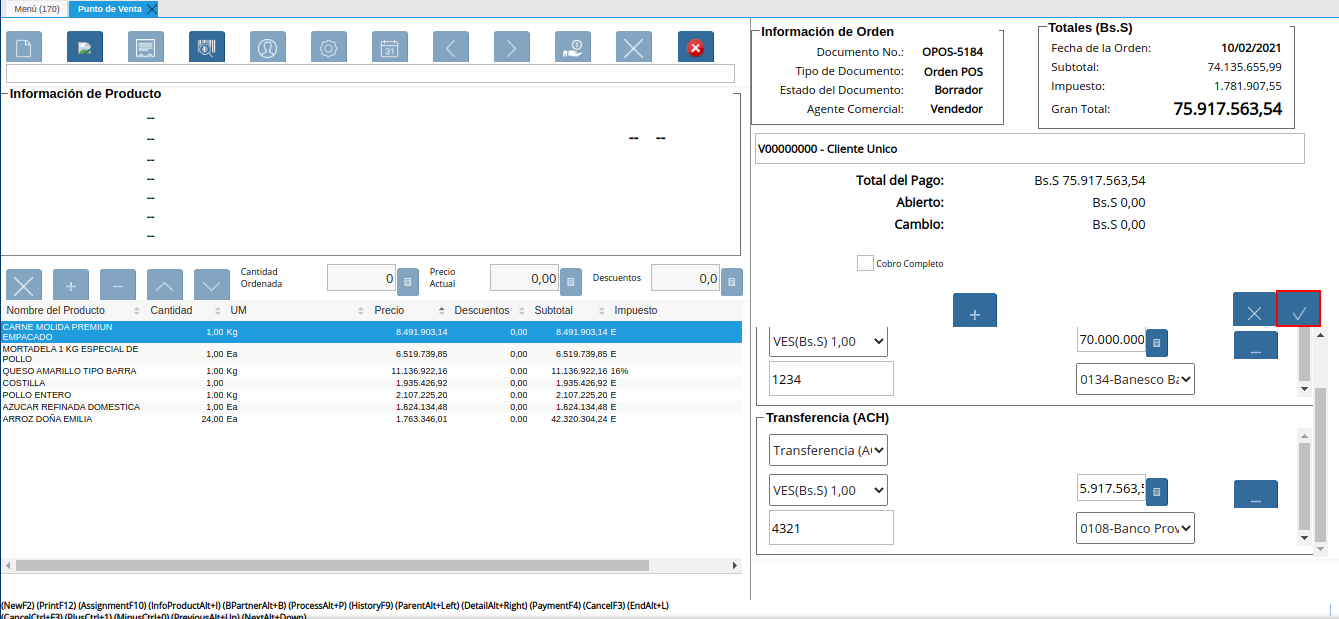 Menú (170) Punto de Venta
Información de Producto
--
--
-- --
--
--
--
--
--
Cantidad Ordenada 0 Precio Actual 0,00 Descuentos 0,0
Nombre del Producto Cantidad UM Precio Descuentos Subtotal Impuesto
CARNE MOLIDA PREMIUN EMPACADO 1,00 Kg 8.491.903,14 0,00 8.491.903,14 E
MORTADELA 1 KG ESPECIAL DE POLLO 1,00 Ea 6.519.739,85 0,00 6.519.739,85 E
QUESO AMARILLO TIPO BARRA 1,00 Kg 11.136.922,16 0,00 11.136.922,16 16%
COSTILLA 1,00 1.935.426,92 0,00 1.935.426,92 E
POLLO ENTERO 1,00 Kg 2.107.225,20 0,00 2.107.225,20 E
AZUCAR REFINADA DOMESTICA 1,00 Ea 1.624.134,48 0,00 1.624.134,48 E
ARROZ DOÑA EMILIA 24,00 Ea 1.763.346,01 0,00 42.320.304,24 E
(NewF2) (PrintF12) (AssignmentF10) (InfoProductAlt+I) (BPartnerAlt+B) (ProcessAlt+P) (HistoryF9) (ParentAlt+Left) (DetailAlt+Right) (PaymentF4) (CancelF3) (EndAlt+L)
(CancelCtrl+F3) (PlusCtrl+1) (MinusCtrl+0) (PreviousAlt+Up) (NextAlt+Down)
Información de Orden
Documento No.: OPOS-5184
Tipo de Documento: Orden POS
Estado del Documento: Borrador
Agente Comercial: Vendedor
Totales (Bs.S)
Fecha de la Orden: 10/02/2021
Subtotal: 74.135.655,99
Impuesto: 1.781.907,55
Gran Total: 75.917.563,54
V00000000 - Cliente Unico
Total del Pago: Bs.S 75.917.563,54
Abierto: Bs.S 0,00
Cambio: Bs.S 0,00
Cobro Completo
VES(Bs.S) 1,00 70.000.000
1234 0134-Banesco Ba
Transferencia (ACH)
Transferencia (A
VES(Bs.S) 1,00 5.917.563,
4321 0108-Banco Prov